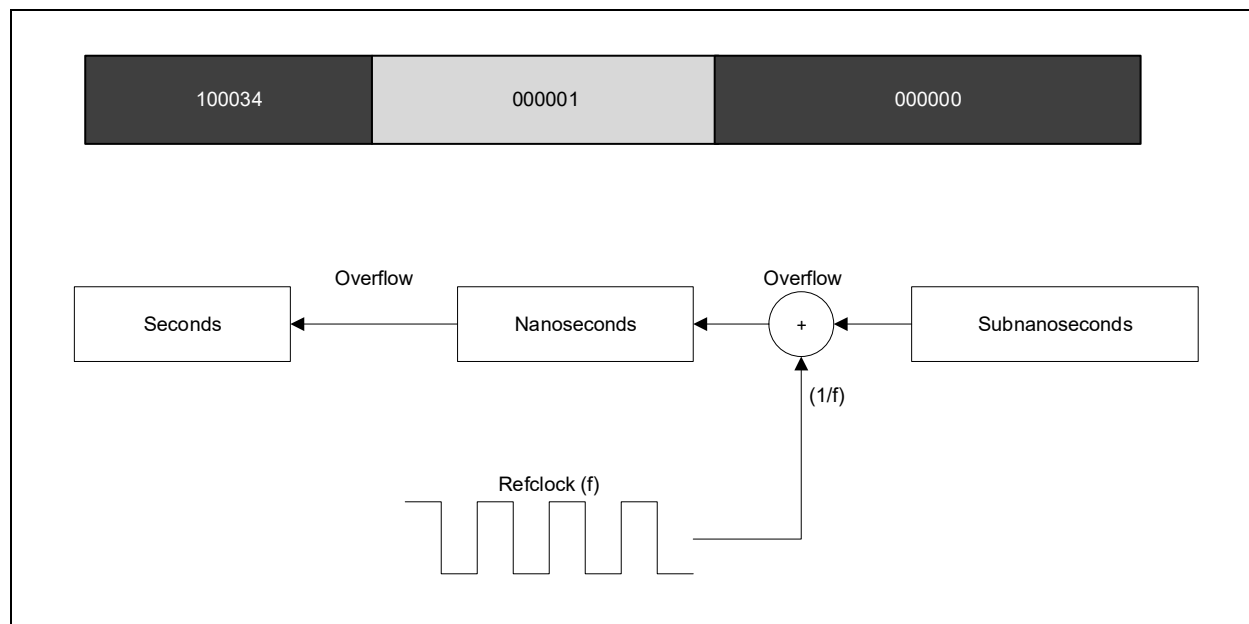 100034 000001 000000
Overflow Overflow
Seconds Nanoseconds + Subnanoseconds
(1/f)
Refclock (f)